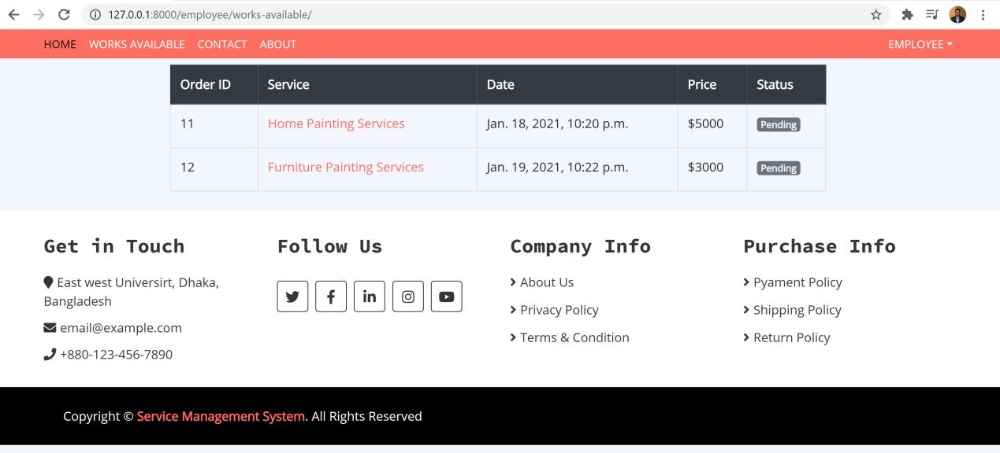 127.0.0.1:8000/employee/works-available/
HOME WORKS AVAILABLE CONTACT ABOUT EMPLOYEE
Order ID Service Date Price Status
11 Home Painting Services Jan. 18, 2021, 10:20 p.m. $5000 Pending
12 Furniture Painting Services Jan. 19, 2021, 10:22 p.m. $3000 Pending
Get in Touch Follow Us Company Info Purchase Info
East west Universirt, Dhaka, About Us Pyament Policy
Bangladesh
Privacy Policy Shipping Policy
email@example.com
Terms & Condition Return Policy
+880-123-456-7890
Copyright © Service Management System. All Rights Reserved